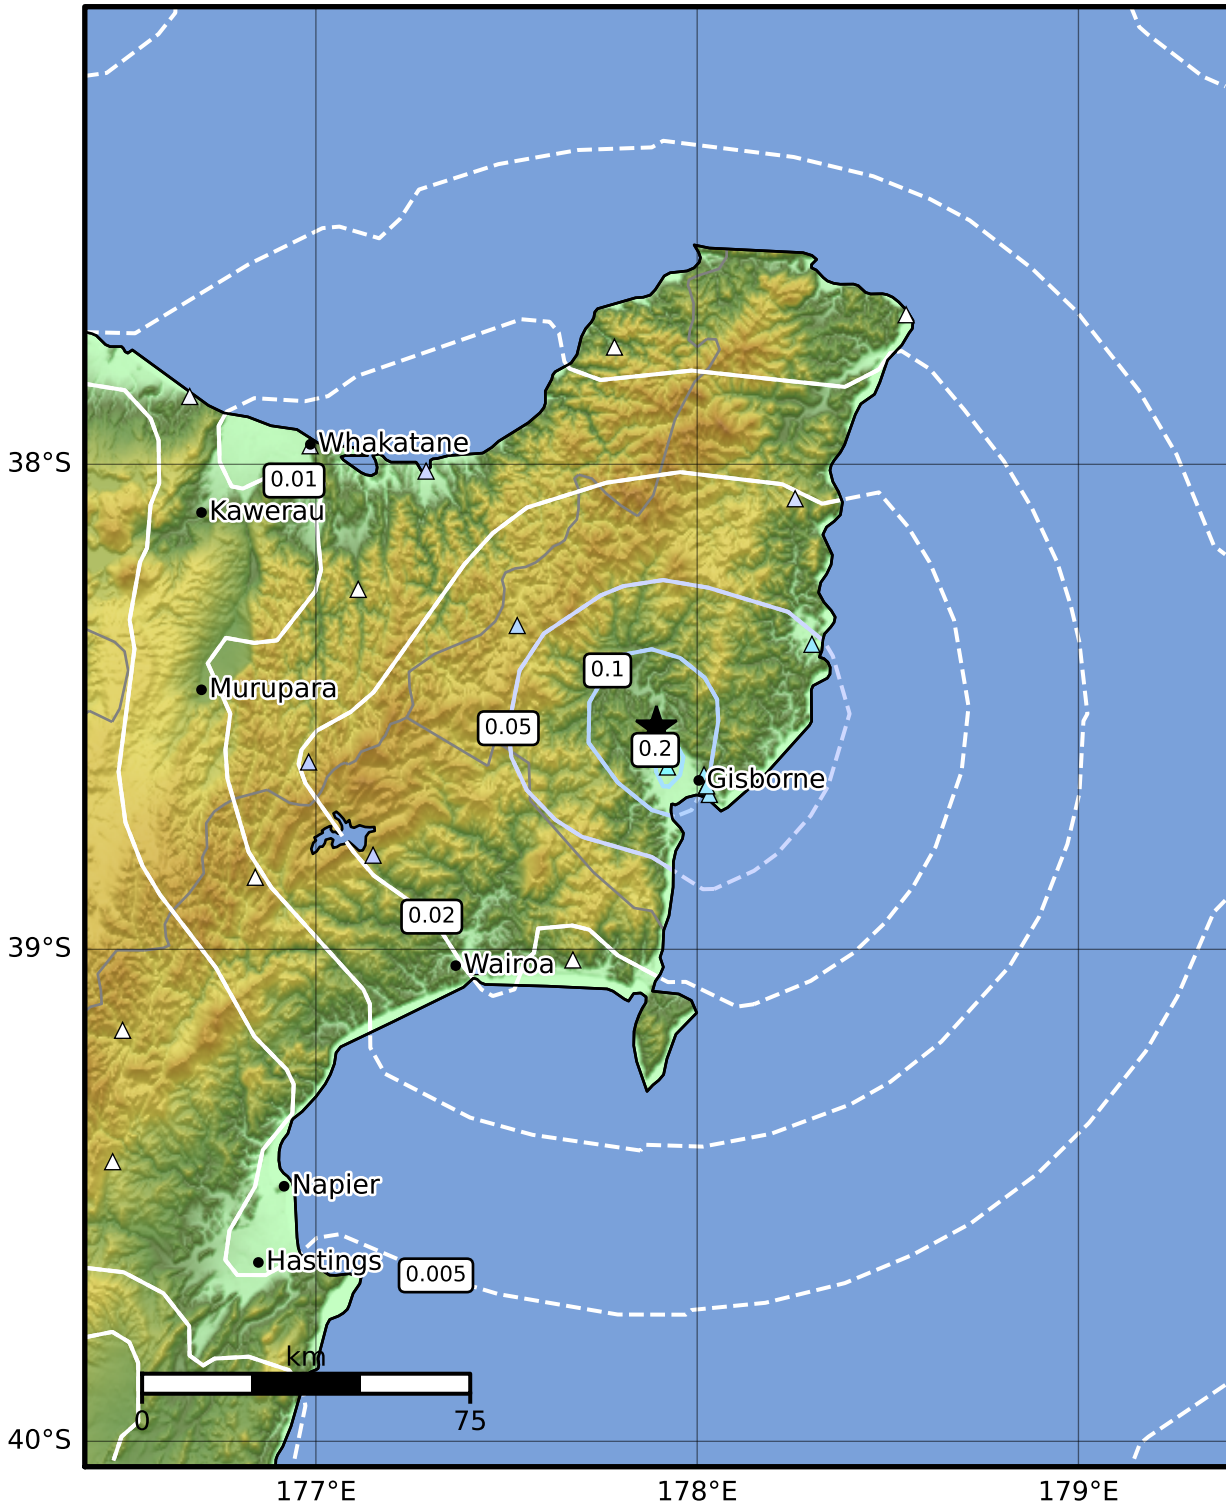 Whakatane
38°S
0.01
Kawerau
0.1
Murupara
0.05
0.2
Gisborne
0.02
39°S
Wairoa
Napier
Hastings
0.005
km
0
75
40°S
177°E
178°E
179°E